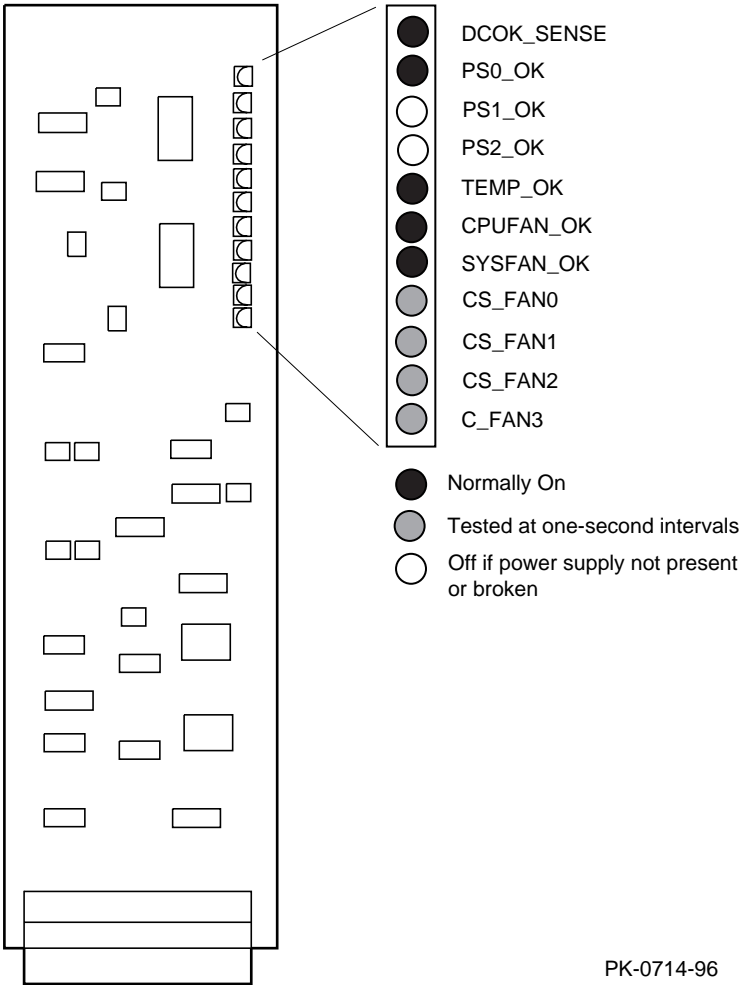 DCOK_SENSE
PS0_OK
PS1_OK
PS2_OK
TEMP_OK
CPUFAN_OK
SYSFAN_OK
CS_FAN0
CS_FAN1
CS_FAN2
C_FAN3
Normally On
Tested at one-second intervals
Off if power supply not present
or broken
PK-0714-96